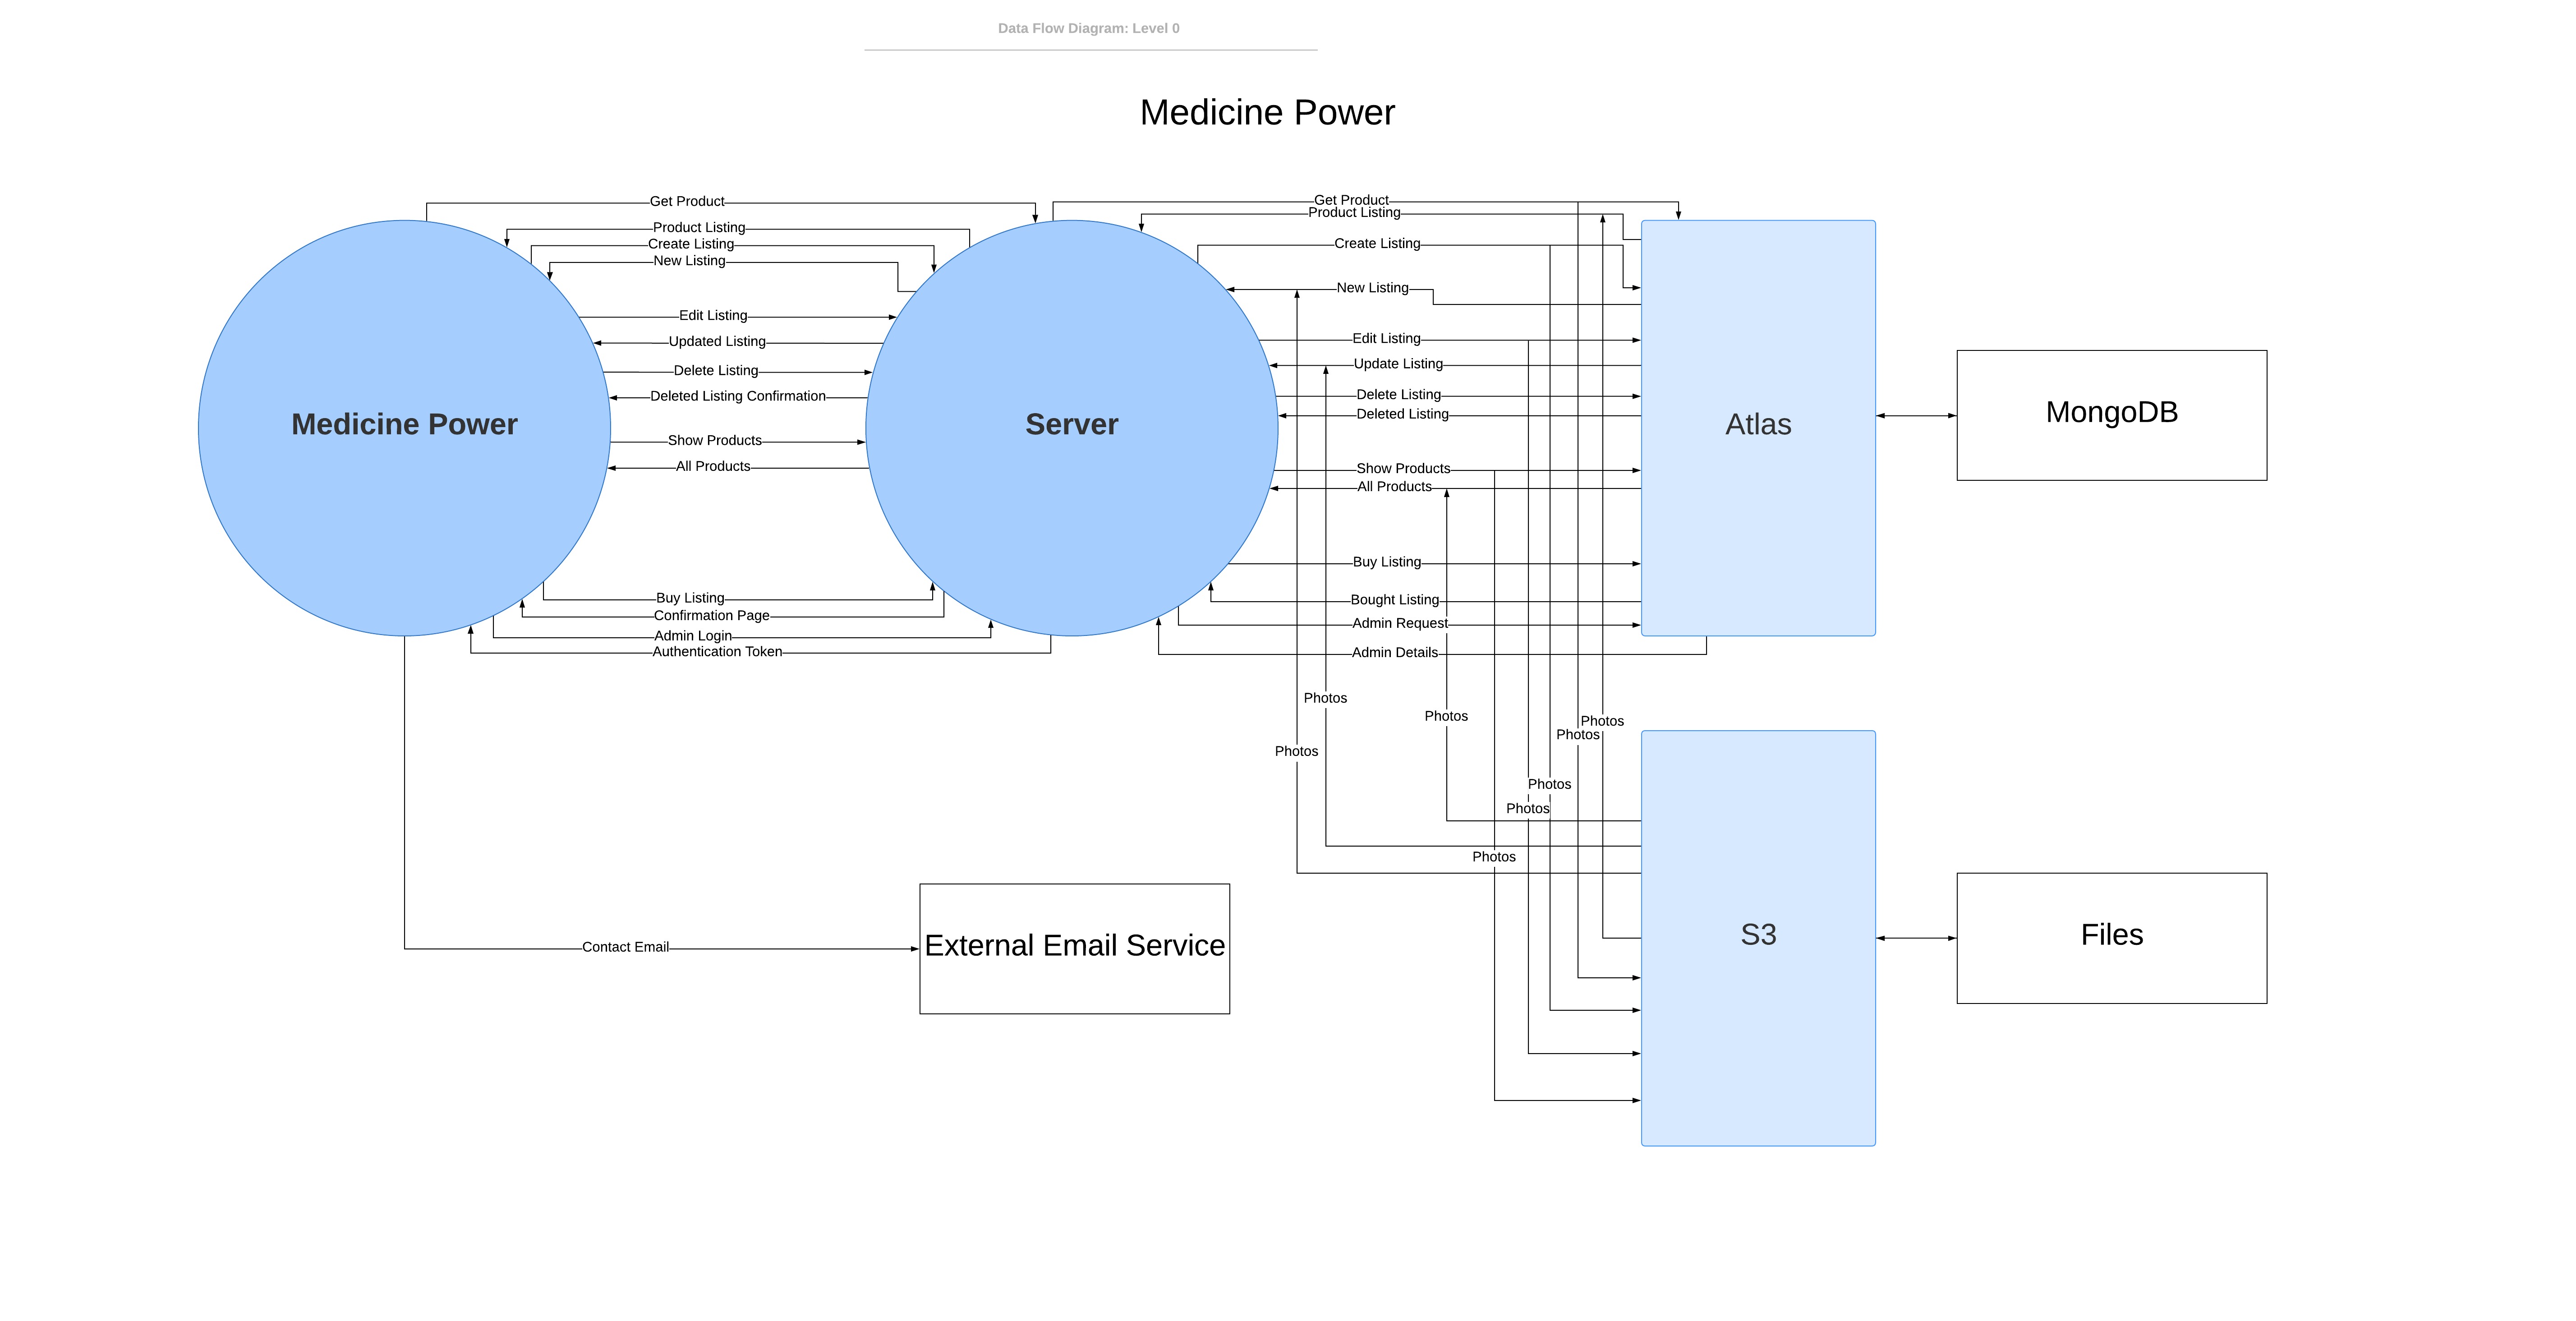 Data Flow Diagram: Level 0
Medicine Power
Get Product
Product Listing
Create Listing
New Listing
Edit Listing
Updated Listing
Delete Listing
Deleted Listing Confirmation
Show Products
All Products
Buy Listing
Confirmation Page
Admin Login
Authentication Token
Medicine Power
Server
Get Product
Product Listing
Create Listing
New Listing
Edit Listing
Update Listing
Delete Listing
Deleted Listing
Show Products
All Products
Buy Listing
Bought Listing
Admin Request
Admin Details
Atlas
MongoDB
Photos
Photos
Photos
Photos
Photos
Photos
Photos
Photos
Contact Email
External Email Service
S3
Files